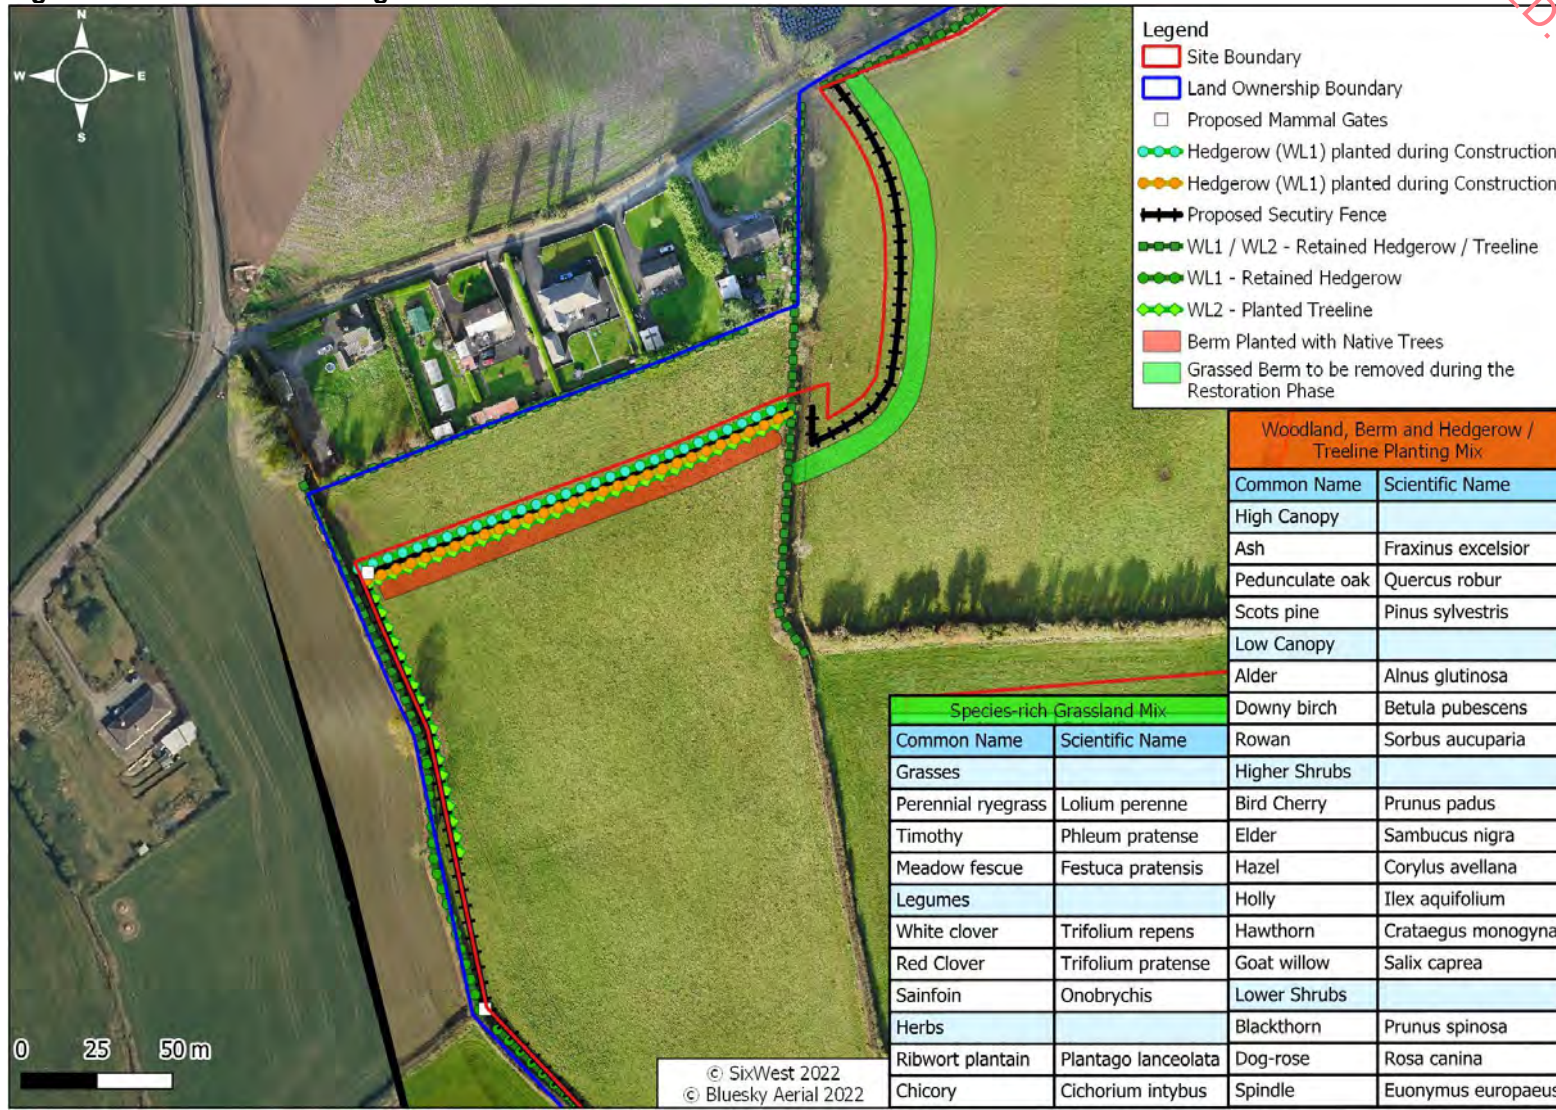 N
W
E
S
D.
Legend
Site Boundary
Land Ownership Boundary
Proposed Mammal Gates
Hedgerow (WL1) planted during Construction
Hedgerow (WL1) planted during Construction
Proposed Secutiry Fence
WL1 / WL2 - Retained Hedgerow / Treeline
WL1 - Retained Hedgerow
WL2 - Planted Treeline
Berm Planted with Native Trees
Grassed Berm to be removed during the
Restoration Phase
Woodland, Berm and Hedgerow /
Treeline Planting Mix
Common Name Scientific Name
High Canopy
Ash Fraxinus excelsior
Pedunculate oak Quercus robur
Scots pine Pinus sylvestris
Low Canopy
Alder Alnus glutinosa
Downy birch Betula pubescens
Rowan Sorbus aucuparia
Higher Shrubs
Bird Cherry Prunus padus
Elder Sambucus nigra
Hazel Corylus avellana
Holly Ilex aquifolium
Hawthorn Crataegus monogyna
Goat willow Salix caprea
Lower Shrubs
Blackthorn Prunus spinosa
Dog-rose Rosa canina
Spindle Euonymus europaeus
Species-rich Grassland Mix
Common Name Scientific Name
Grasses
Perennial ryegrass Lolium perenne
Timothy Phleum pratense
Meadow fescue Festuca pratensis
Legumes
White clover Trifolium repens
Red Clover Trifolium pratense
Sainfoin Onobrychis
Herbs
Ribwort plantain Plantago lanceolata
Chicory Cichorium intybus
0 25 50 m
© SixWest 2022
© Bluesky Aerial 2022